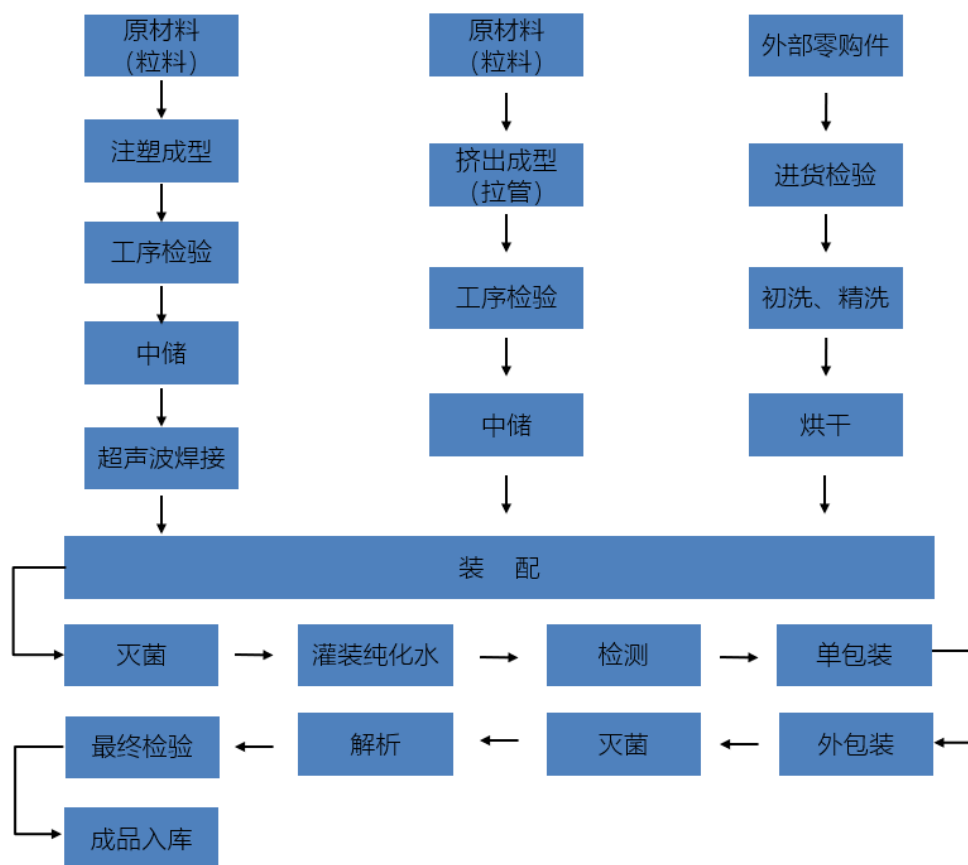 原材料
(粒料)
原材料
(粒料)
外部零购件
注塑成型
挤出成型
(拉管)
进货检验
工序检验
工序检验
初洗、精洗
中储
中储
烘干
超声波焊接
装 配
灭菌
灌装纯化水
检测
单包装
最终检验
解析
灭菌
外包装
成品入库